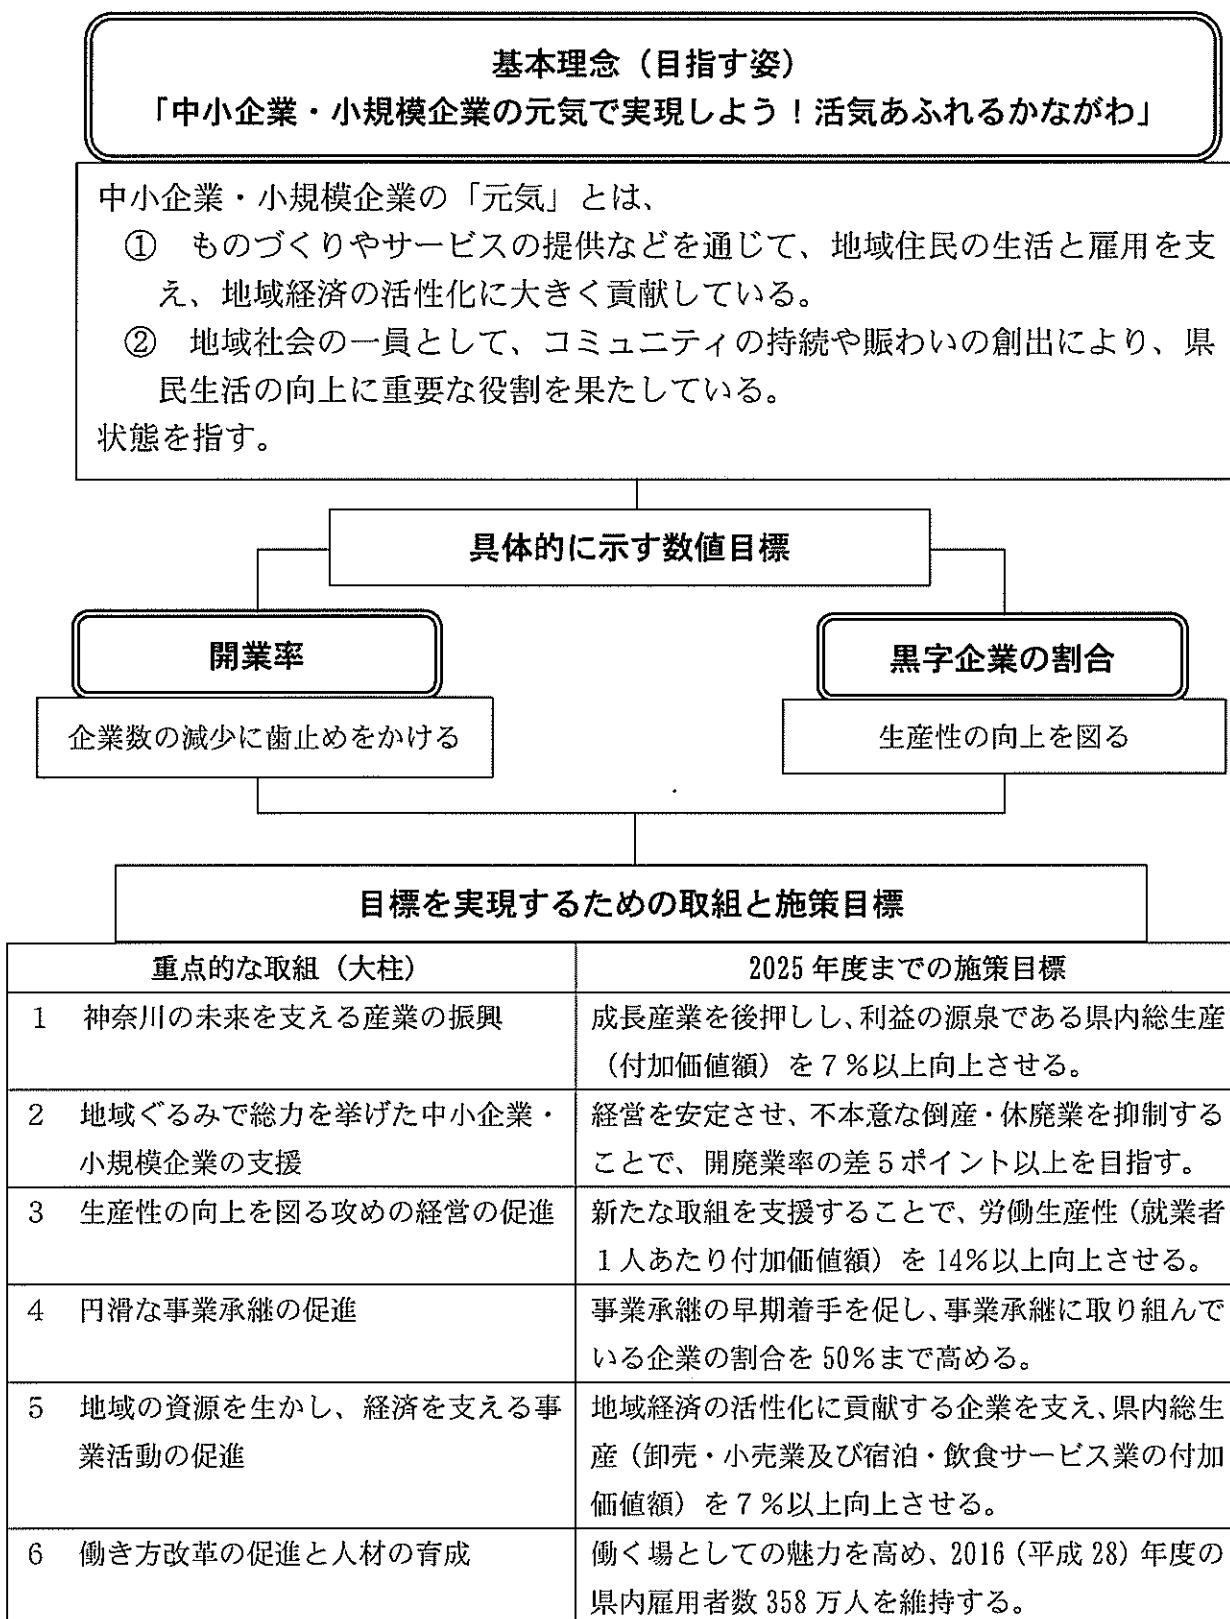 基本理念（目指す姿）
「中小企業・小規模企業の元気で実現しよう！活気あふれるかながわ」
中小企業・小規模企業の「元気」とは、
① ものづくりやサービスの提供などを通じて、地域住民の生活と雇用を支
え、地域経済の活性化に大きく貢献している。
② 地域社会の一員として、コミュニティの持続や賑わいの創出により、県
民生活の向上に重要な役割を果たしている。
状態を指す。
具体的に示す数値目標
開業率
企業数の減少に歯止めをかける
黒字企業の割合
生産性の向上を図る
目標を実現するための取組と施策目標
重点的な取組（大柱）
2025年度までの施策目標
1 神奈川の未来を支える産業の振興
成長産業を後押しし、利益の源泉である県内総生産
（付加価値額）を７％以上向上させる。
2 地域ぐるみで総力を挙げた中小企業・
小規模企業の支援
経営を安定させ、不本意な倒産・休廃業を抑制する
ことで、開廃業率の差５ポイント以上を目指す。
3 生産性の向上を図る攻めの経営の促進
新たな取組を支援することで、労働生産性（就業者
１人あたり付加価値額）を14％以上向上させる。
4 円滑な事業承継の促進
事業承継の早期着手を促し、事業承継に取り組んで
いる企業の割合を50％まで高める。
5 地域の資源を生かし、経済を支える事
業活動の促進
地域経済の活性化に貢献する企業を支え、県内総生
産（卸売・小売業及び宿泊・飲食サービス業の付加
価値額）を７％以上向上させる。
6 働き方改革の促進と人材の育成
働く場としての魅力を高め、2016（平成28）年度の
県内雇用者数358万人を維持する。